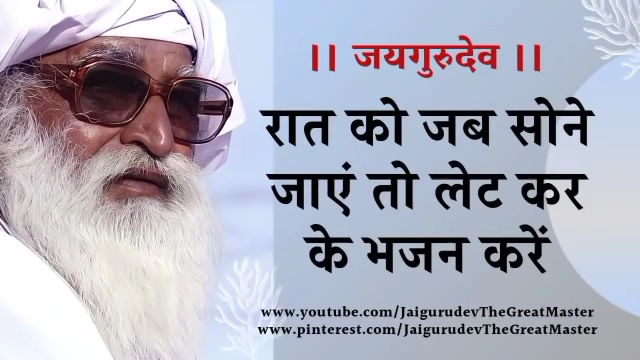 ।। जयगुरुदेव ।।
रात को जब सोने
जाएं तो लेट कर
के भजन करें
www.youtube.com/JaigurudevTheGreatMaster
www.pinterest.com/JaigurudevTheGreatMaster